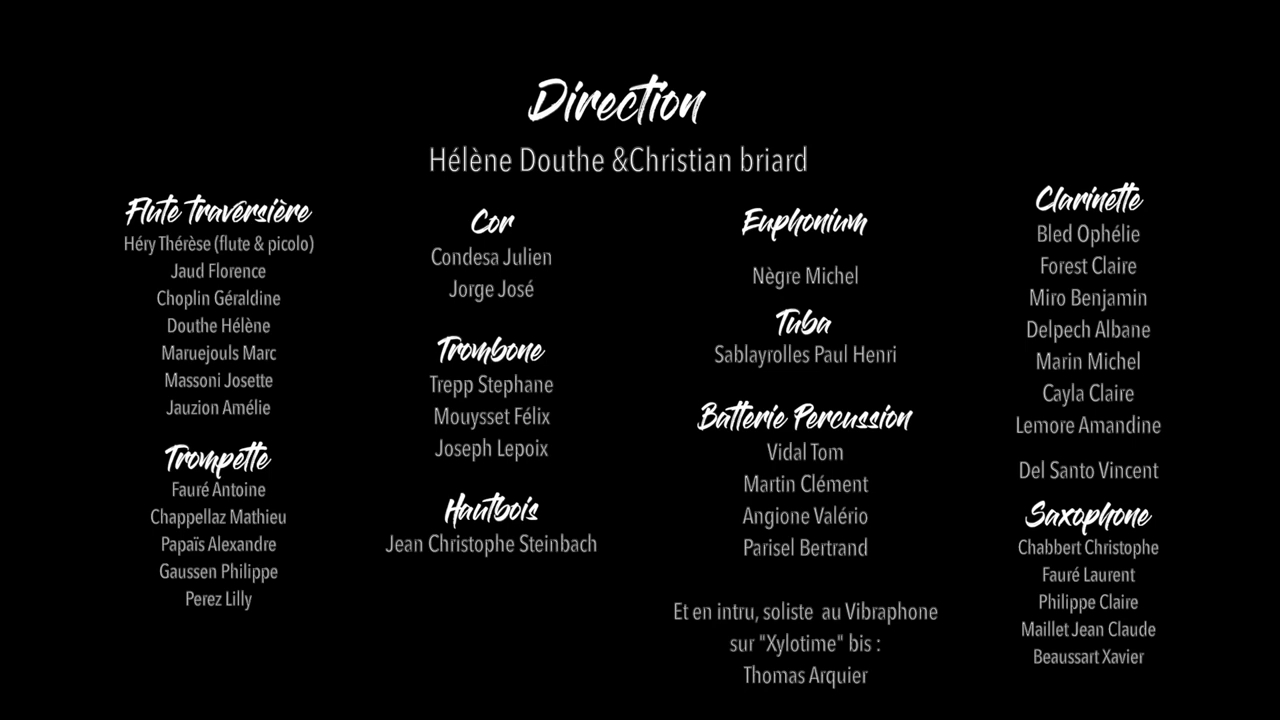 Direction
Hélène Douthe &Christian briard
Flute traversière
Héry Thérèse (flute & picolo)
Jaud Florence
Choplin Géraldine
Douthe Hélène
Maruejouls Marc
Massoni Josette
Jauzion Amélie
Trompette
Fauré Antoine
Chappellaz Mathieu
Papaïs Alexandre
Gaussen Philippe
Perez Lilly
Cor
Condesa Julien
Jorge José
Trombone
Trepp Stephane
Mouysset Félix
Joseph Lepoix
Hautbois
Jean Christophe Steinbach
Euphonium
Nègre Michel
Tuba
Sablayrolles Paul Henri
Batterie Percussion
Vidal Tom
Martin Clément
Angione Valério
Parisel Bertrand
Et en intru, soliste au Vibraphone
sur "Xylotime" bis :
Thomas Arquier
Clarinette
Bled Ophélie
Forest Claire
Miro Benjamin
Delpech Albane
Marin Michel
Cayla Claire
Lemore Amandine
Del Santo Vincent
Saxophone
Chabbert Christophe
Fauré Laurent
Philippe Claire
Maillet Jean Claude
Beaussart Xavier